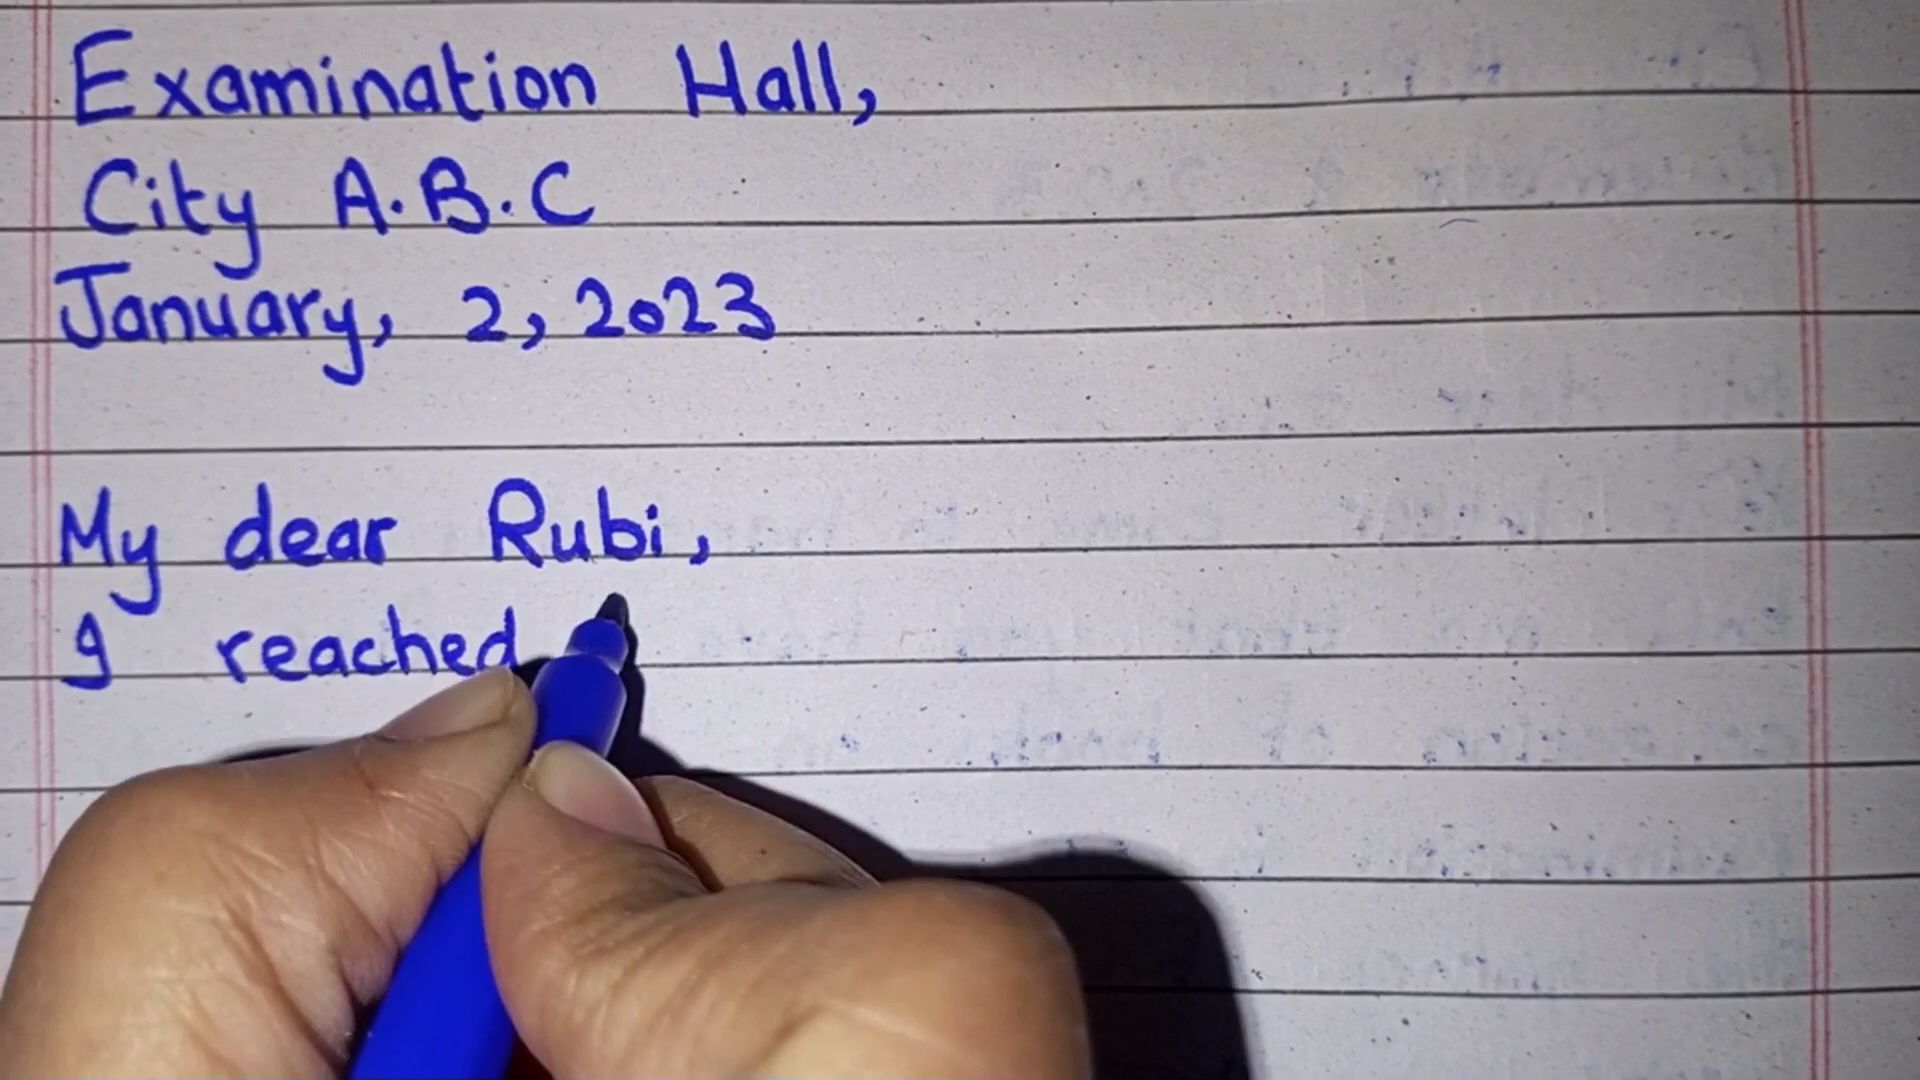 Examination Hall,
City A.B.C
January, 2, 2023
My dear Rubi,
I reached